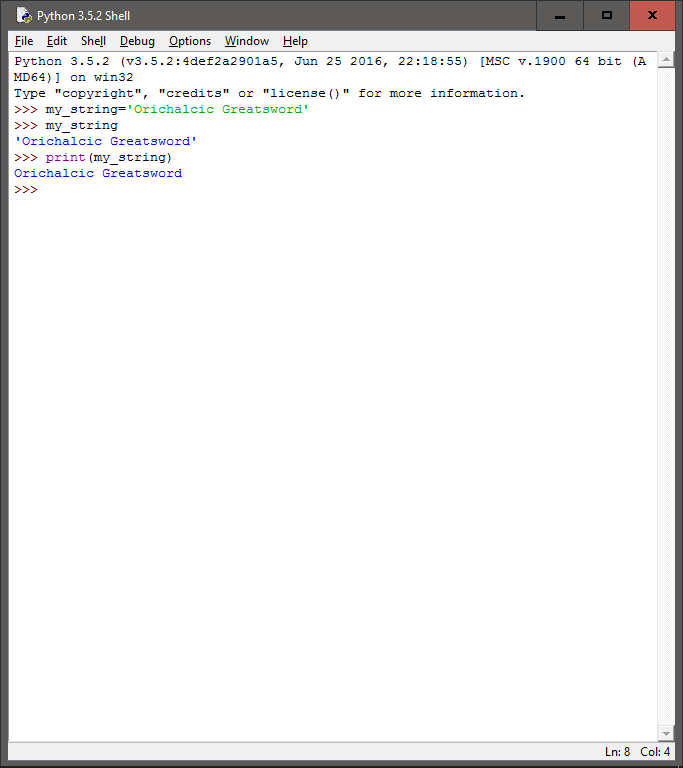 Python 3.5.2 Shell
File Edit Shell Debug Options Window Help
Python 3.5.2 (v3.5.2:4def2a2901a5, Jun 25 2016, 22:18:55) [MSC v.1900 64 bit (A
MD64)] on win32
Type "copyright", "credits" or "license()" for more information.
>>> my_string='Orichalcic Greatsword'
>>> my_string
'Orichalcic Greatsword'
>>> print(my_string)
Orichalcic Greatsword
>>>
Ln: 8 Col: 4